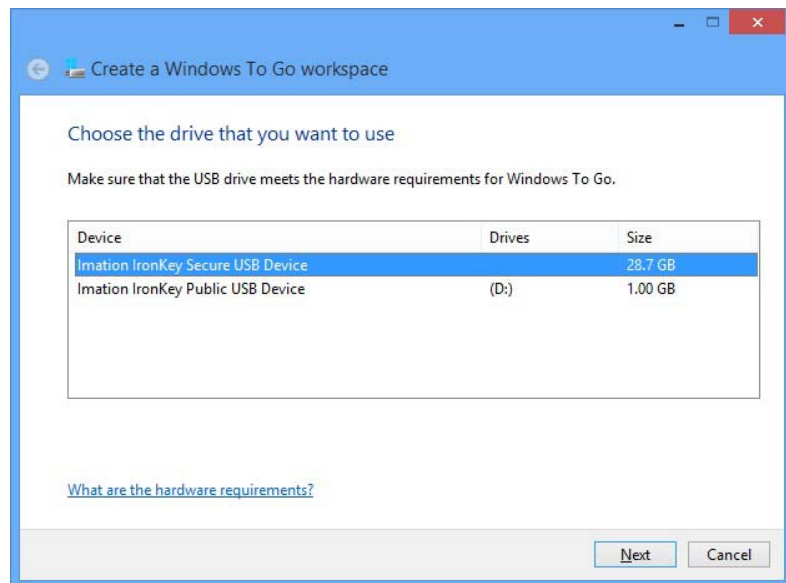 Create a Windows To Go workspace
Choose the drive that you want to use
Make sure that the USB drive meets the hardware requirements for Windows To Go.
Device Drives Size
Imation IronKey Secure USB Device 28.7 GB
Imation IronKey Public USB Device (D:) 1.00 GB
What are the hardware requirements?
Next Cancel